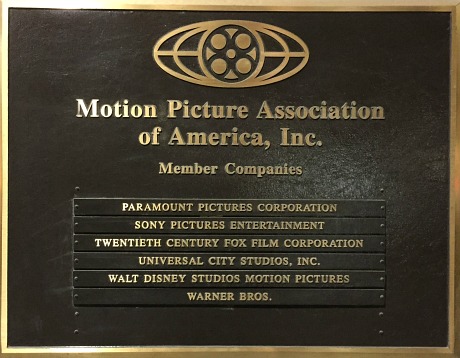 Motion Picture Association
of America, Inc.
Member Companies
PARAMOUNT PICTURES CORPORATION
SONY PICTURES ENTERTAINMENT
TWENTIETH CENTURY FOX FILM CORPORATION
UNIVERSAL CITY STUDIOS, INC.
WALT DISNEY STUDIOS MOTION PICTURES
WARNER BROS.